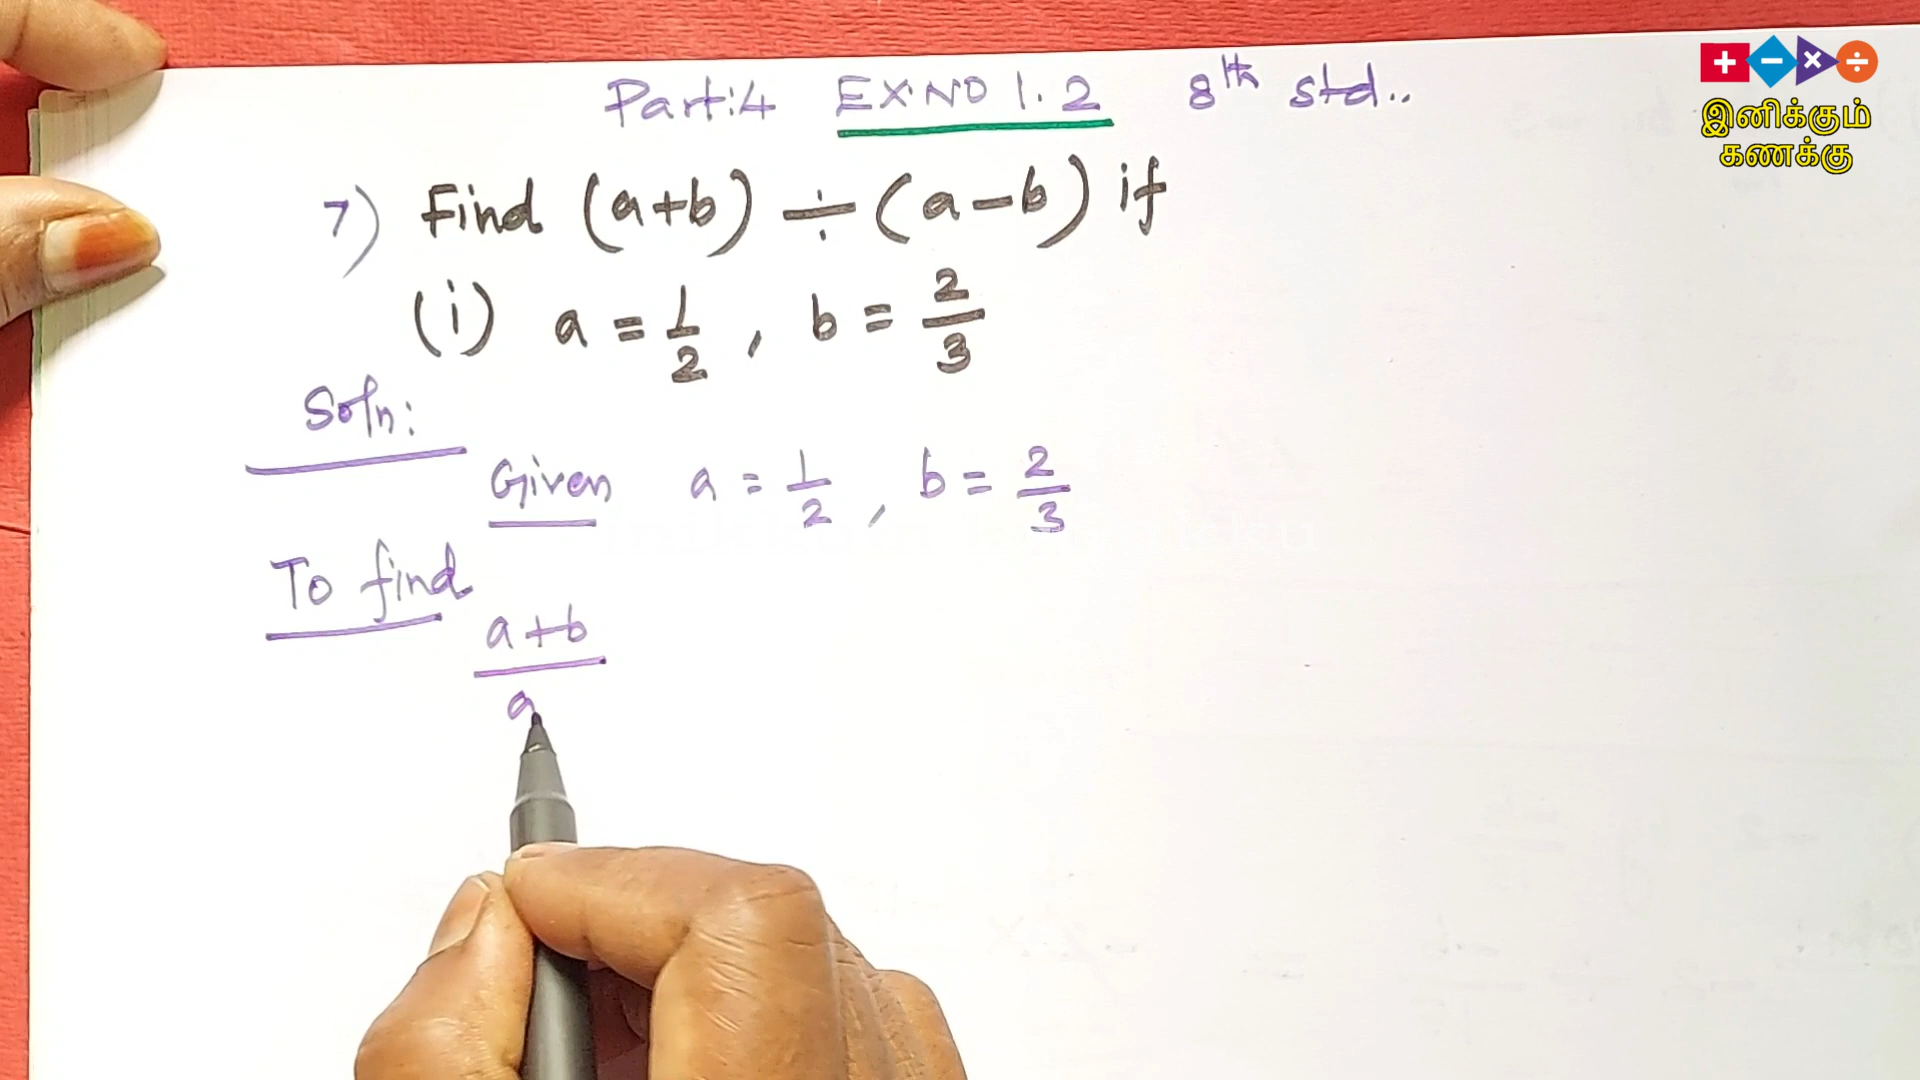 Part:4 EX.NO 1.2 8th std..
இனிக்கும்
கணக்கு
7) Find (a+b) ÷ (a-b) if
(i) a = 1/2 , b = 2/3
Soln:
Given a = 1/2 , b = 2/3
To find
a+b
a